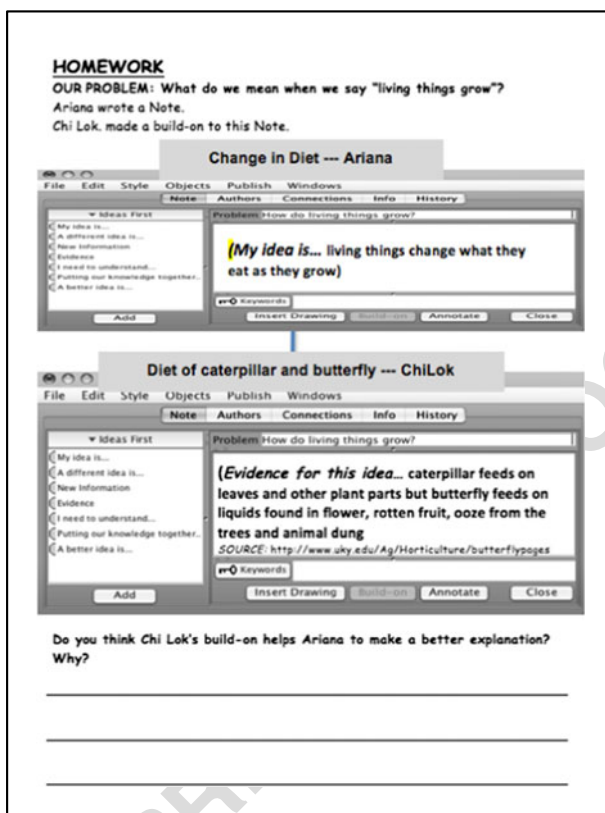 HOMEWORK
OUR PROBLEM: What do we mean when we say "living things grow"?
Ariana wrote a Note.
Chi Lok. made a build-on to this Note.
Change in Diet --- Ariana
File Edit Style Objects Publish Windows
Note Authors Connections Info History
Ideas First
Problem How do living things grow?
My idea is...
A different idea is...
New Information
Evidence
I need to understand...
Putting our knowledge together..
A better idea is...
(My idea is... living things change what they
eat as they grow)
Keywords
Add
Insert Drawing Build-on Annotate Close
Diet of caterpillar and butterfly --- ChiLok
File Edit Style Objects Publish Windows
Note Authors Connections Info History
Ideas First
Problem How do living things grow?
My idea is...
A different idea is...
New Information
Evidence
I need to understand...
Putting our knowledge together..
A better idea is...
(Evidence for this idea... caterpillar feeds on
leaves and other plant parts but butterfly feeds on
liquids found in flower, rotten fruit, ooze from the
trees and animal dung
SOURCE: http://www.uky.edu/Ag/Horticulture/butterflypages
Keywords
Add
Insert Drawing Build-on Annotate Close
Do you think Chi Lok's build-on helps Ariana to make a better explanation?
Why?